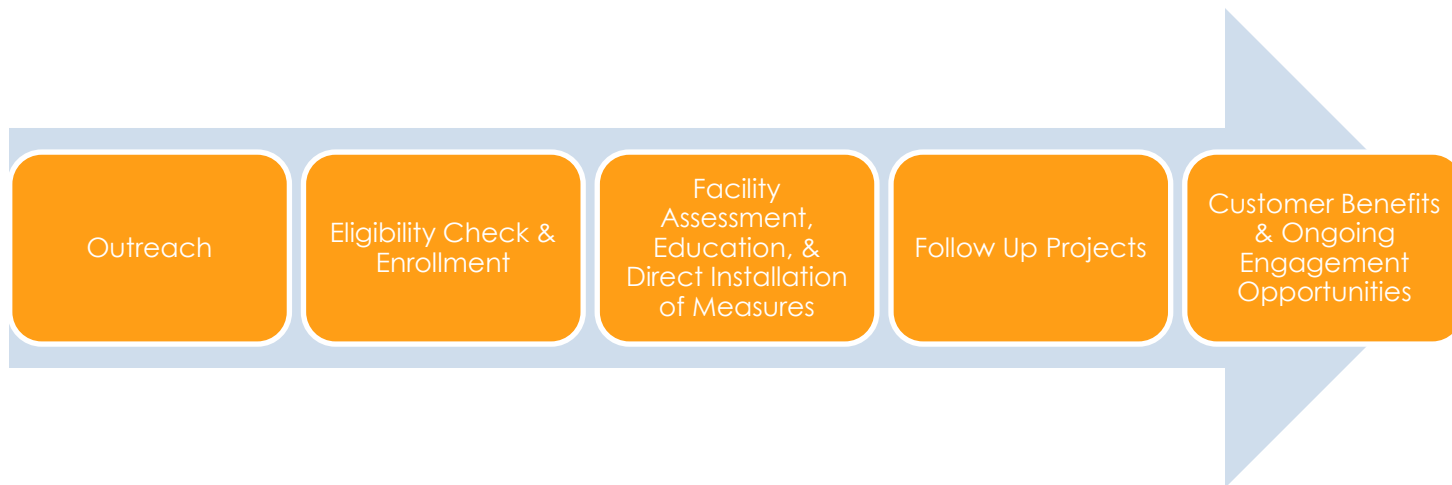 Outreach
Eligibility Check &
Enrollment
Facility
Assessment,
Education, &
Direct Installation
of Measures
Follow Up Projects
Customer Benefits
& Ongoing
Engagement
Opportunities